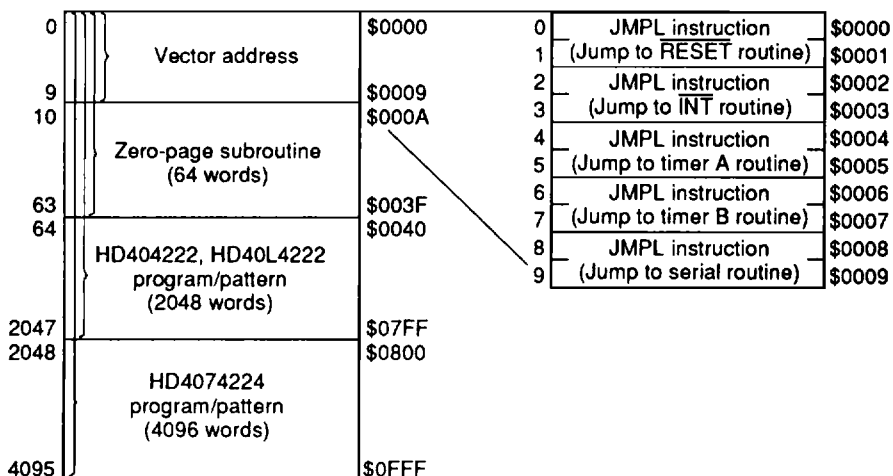 0 $0000
Vector address
9 $0009
10 $000A
Zero-page subroutine
(64 words)
63 $003F
64 $0040
HD404222, HD40L4222
program/pattern
(2048 words)
2047 $07FF
2048 $0800
HD4074224
program/pattern
(4096 words)
4095 $0FFF
0 JMPL instruction $0000
1 (Jump to RESET routine) $0001
2 JMPL instruction $0002
3 (Jump to INT routine) $0003
4 JMPL instruction $0004
5 (Jump to timer A routine) $0005
6 JMPL instruction $0006
7 (Jump to timer B routine) $0007
8 JMPL instruction $0008
9 (Jump to serial routine) $0009